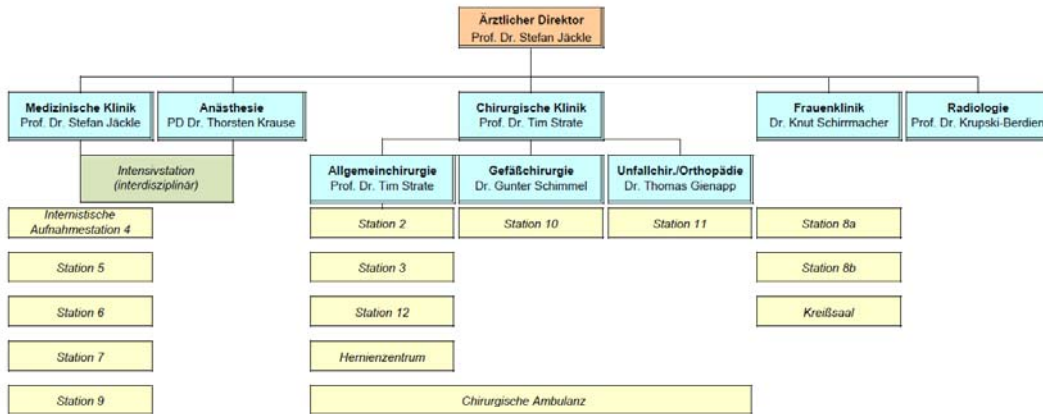 Ärztlicher Direktor
Prof. Dr. Stefan Jäckle
Medizinische Klinik
Prof. Dr. Stefan Jäckle
Anästhesie
PD Dr. Thorsten Krause
Chirurgische Klinik
Prof. Dr. Tim Strate
Frauenklinik
Dr. Knut Schirrmacher
Radiologie
Prof. Dr. Krupski-Berdien
Intensivstation
(interdisziplinär)
Allgemeinchirurgie
Prof. Dr. Tim Strate
Gefäßchirurgie
Dr. Gunter Schimmel
Unfallchir./Orthopädie
Dr. Thomas Gienapp
Internistische
Aufnahmestation 4
Station 2
Station 10
Station 11
Station 8a
Station 5
Station 3
Station 8b
Station 6
Station 12
Kreißsaal
Station 7
Hernienzentrum
Station 9
Chirurgische Ambulanz